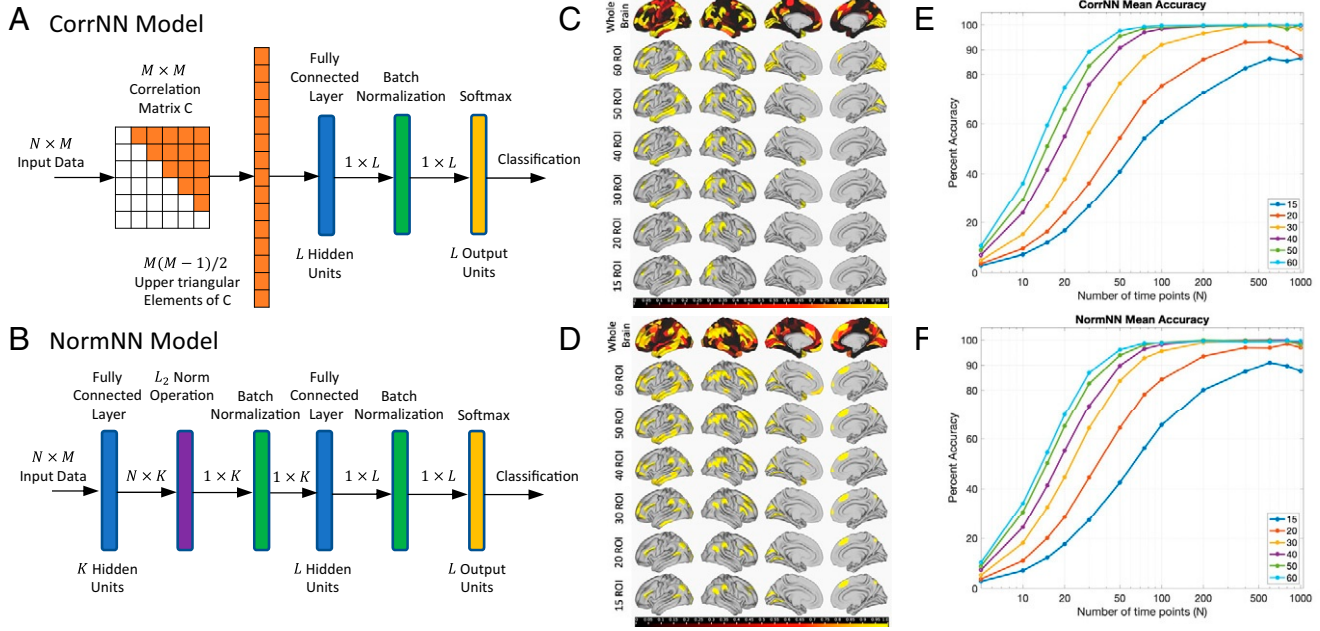 A CorrNN Model
M × M
Correlation
Matrix C
N × M
Input Data
M(M − 1)/2
Upper triangular
Elements of C
Fully
Connected
Layer
Batch
Normalization
Softmax
1 × L
1 × L
Classification
L Hidden
Units
L Output
Units
B NormNN Model
Fully
Connected
Layer
L₂ Norm
Operation
Batch
Normalization
Fully
Connected
Layer
Batch
Normalization
Softmax
N × M
Input Data
N × K
1 × K
1 × K
1 × L
1 × L
Classification
K Hidden
Units
L Hidden
Units
L Output
Units
C
Whole
Brain
60 ROI
50 ROI
40 ROI
30 ROI
20 ROI
15 ROI
D
Whole
Brain
60 ROI
50 ROI
40 ROI
30 ROI
20 ROI
15 ROI
E
CorrNN Mean Accuracy
Percent Accuracy
100
90
80
60
40
20
0
10
20
50
100
200
500
1000
Number of time points (N)
15
20
30
40
50
60
F
NormNN Mean Accuracy
Percent Accuracy
100
90
80
60
40
20
0
10
20
50
100
200
500
1000
Number of time points (N)
15
20
30
40
50
60